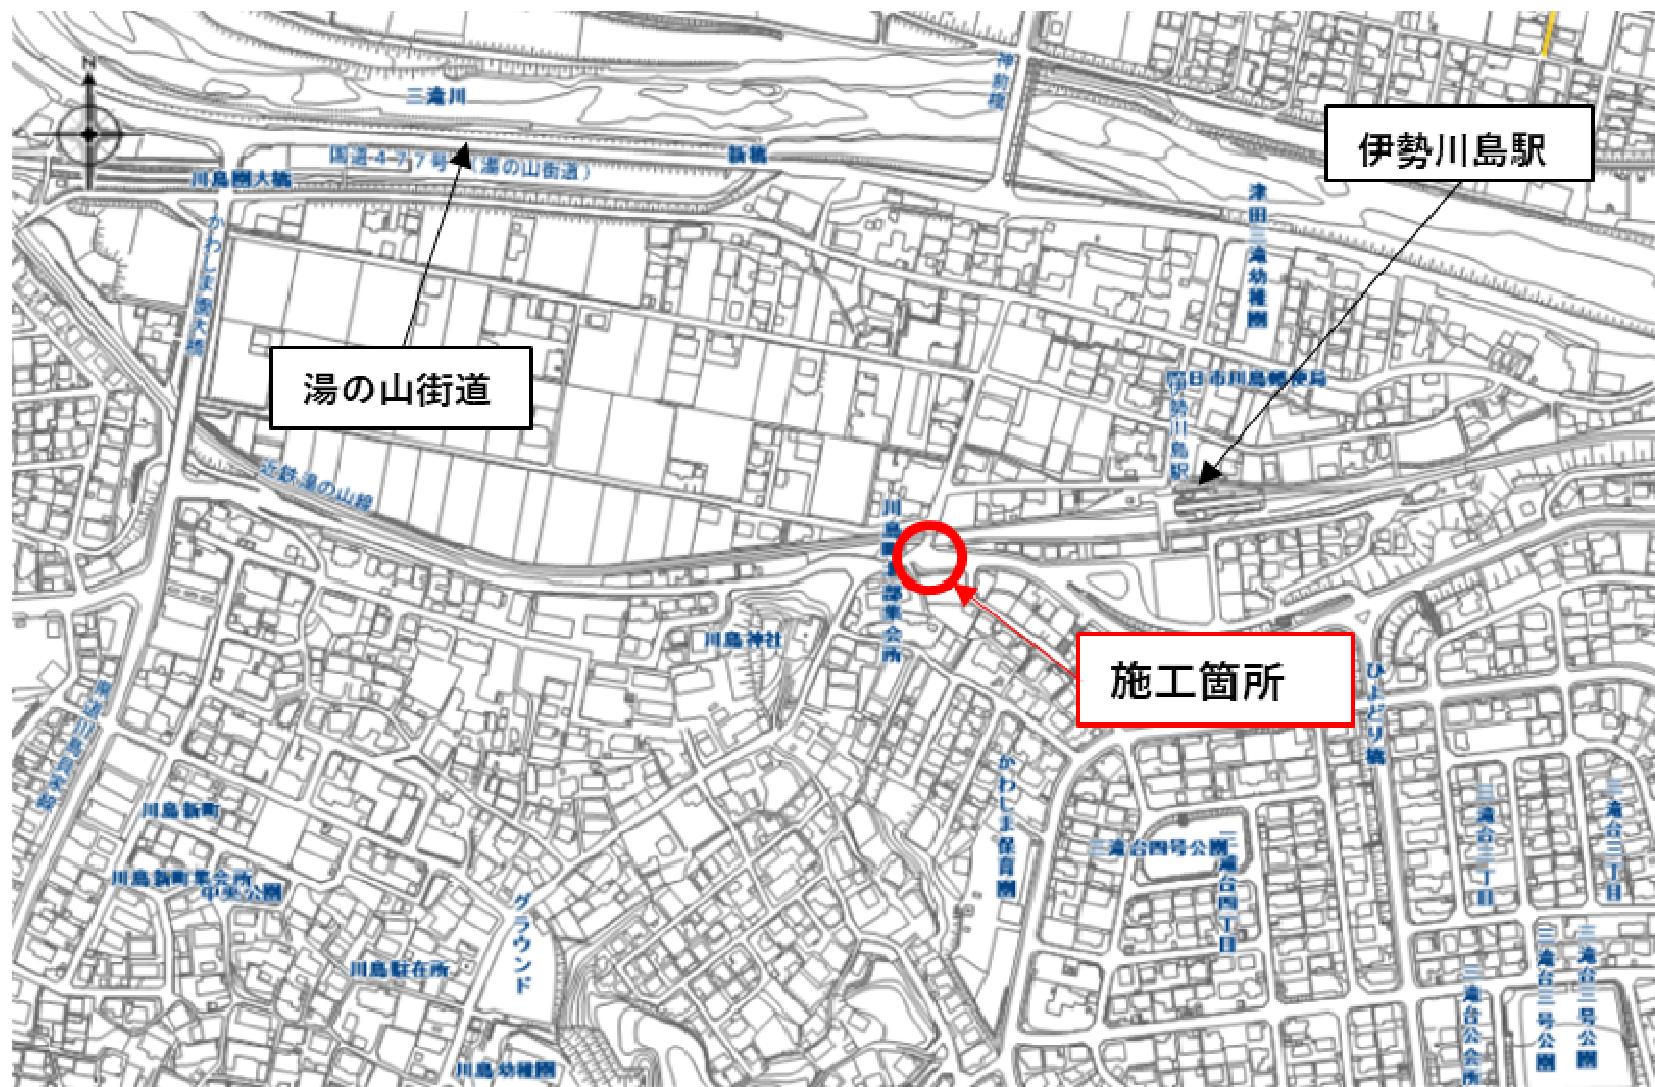 N
三滝川
神前橋
伊勢川島駅
国道477号(湯の山街道)
新橋
川島園大橋
津田三滝幼稚園
かわしま園大橋
湯の山街道
四日市川島郵便局
伊勢川島駅
近鉄湯の山線
施工箇所
川島神社
ひよどり橋
かわしま保育園
川島新町
三滝台四号公園
三滝台四丁目
三滝台三丁目
三滝台三丁目
川島新町集会所
中央公園
グラウンド
川島駐在所
三滝台公会所
三滝台二号公園
三滝台三号公園
川島幼稚園